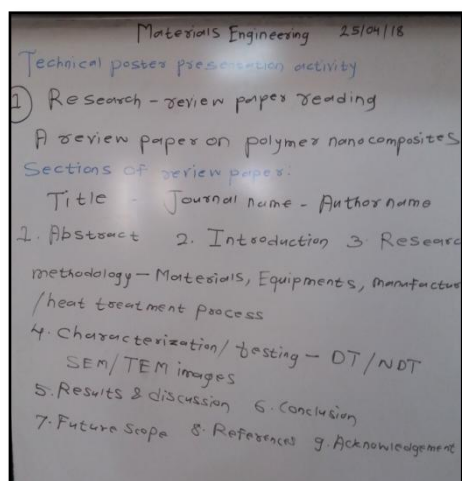 Materials Engineering 25/04/18
Technical poster presentation activity
1 Research - review paper reading
A review paper on polymer nanocomposites
Sections of review paper:
Title - Journal name - Author name
1. Abstract 2. Introduction 3. Researc
methodology - Materials, Equipments, manufactur
/heat treatment process
4. Characterization/testing - DT/NDT
SEM/TEM images
5. Results & discussion 6. Conclusion
7. Future Scope 8. References 9. Acknowledgement